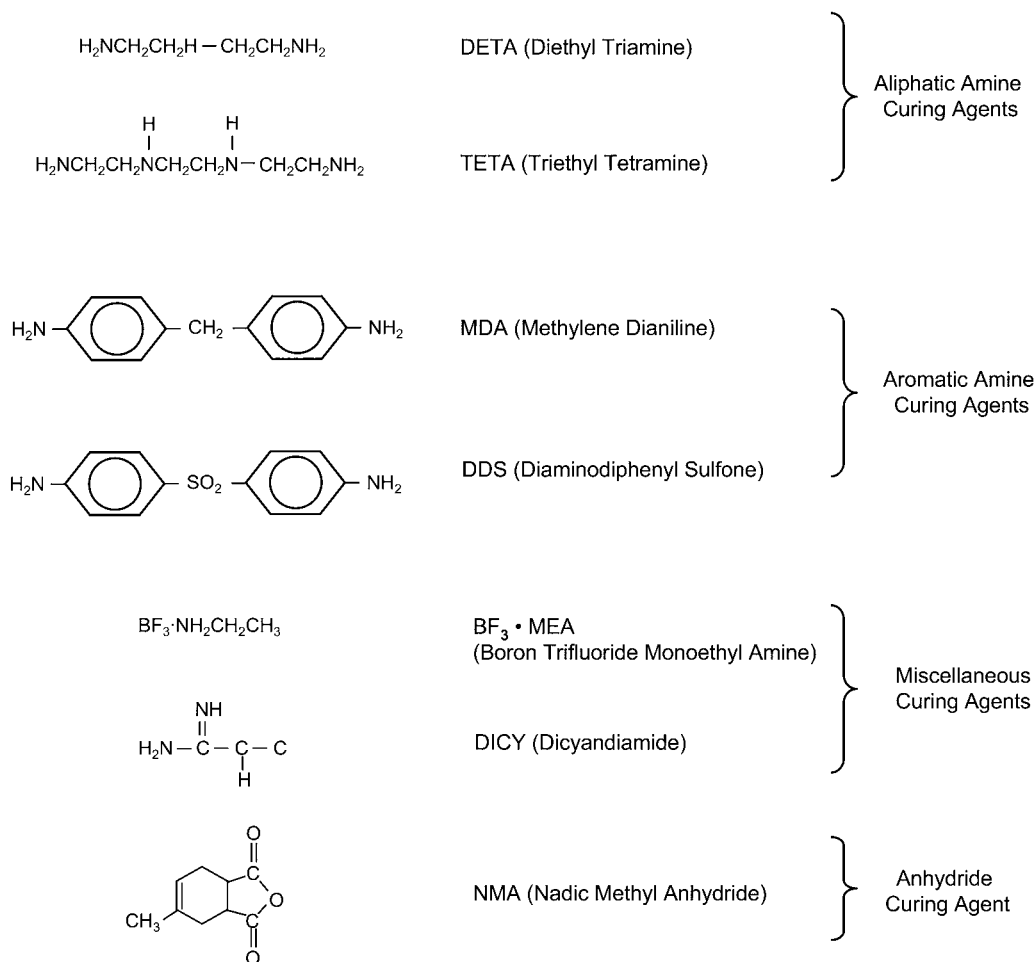 H₂NCH₂CH₂H — CH₂CH₂NH₂
DETA (Diethyl Triamine)
Aliphatic Amine
Curing Agents
H H
H₂NCH₂CH₂NCH₂CH₂N — CH₂CH₂NH₂
TETA (Triethyl Tetramine)
H₂N CH₂ NH₂
MDA (Methylene Dianiline)
Aromatic Amine
Curing Agents
H₂N SO₂ NH₂
DDS (Diaminodiphenyl Sulfone)
BF₃·NH₂CH₂CH₃
BF₃ • MEA
(Boron Trifluoride Monoethyl Amine)
Miscellaneous
Curing Agents
NH
H₂N — C — C — C
H
DICY (Dicyandiamide)
O
C
O
C
CH₃
O
NMA (Nadic Methyl Anhydride)
Anhydride
Curing Agent